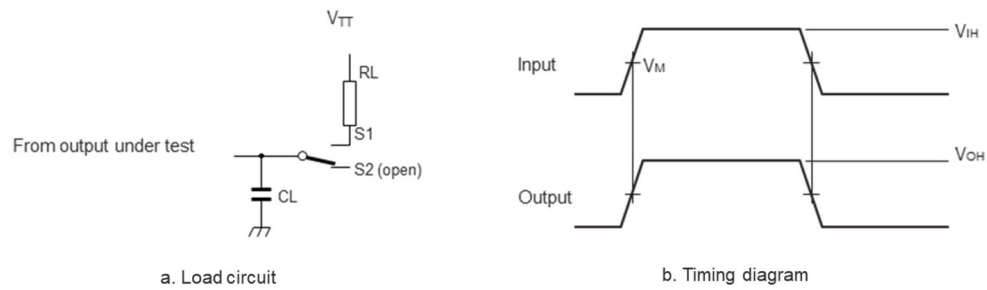 VTT
RL
S1
From output under test
S2 (open)
CL
a. Load circuit
VIH
Input
VM
VOH
Output
b. Timing diagram